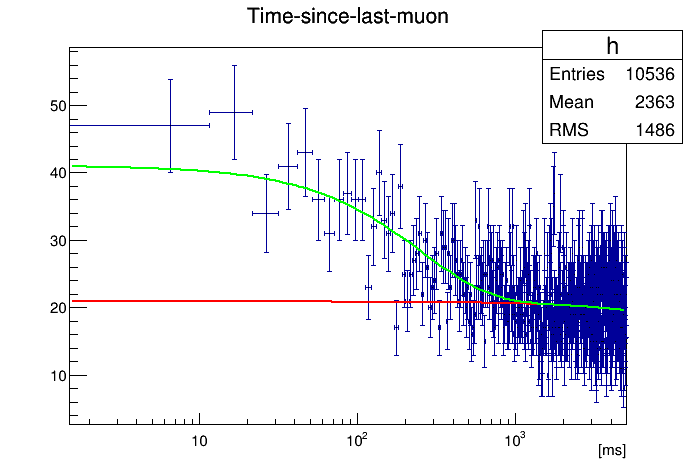 Time-since-last-muon
h
Entries 10536
Mean 2363
RMS 1486
50
40
30
20
10
10
10²
10³
[ms]